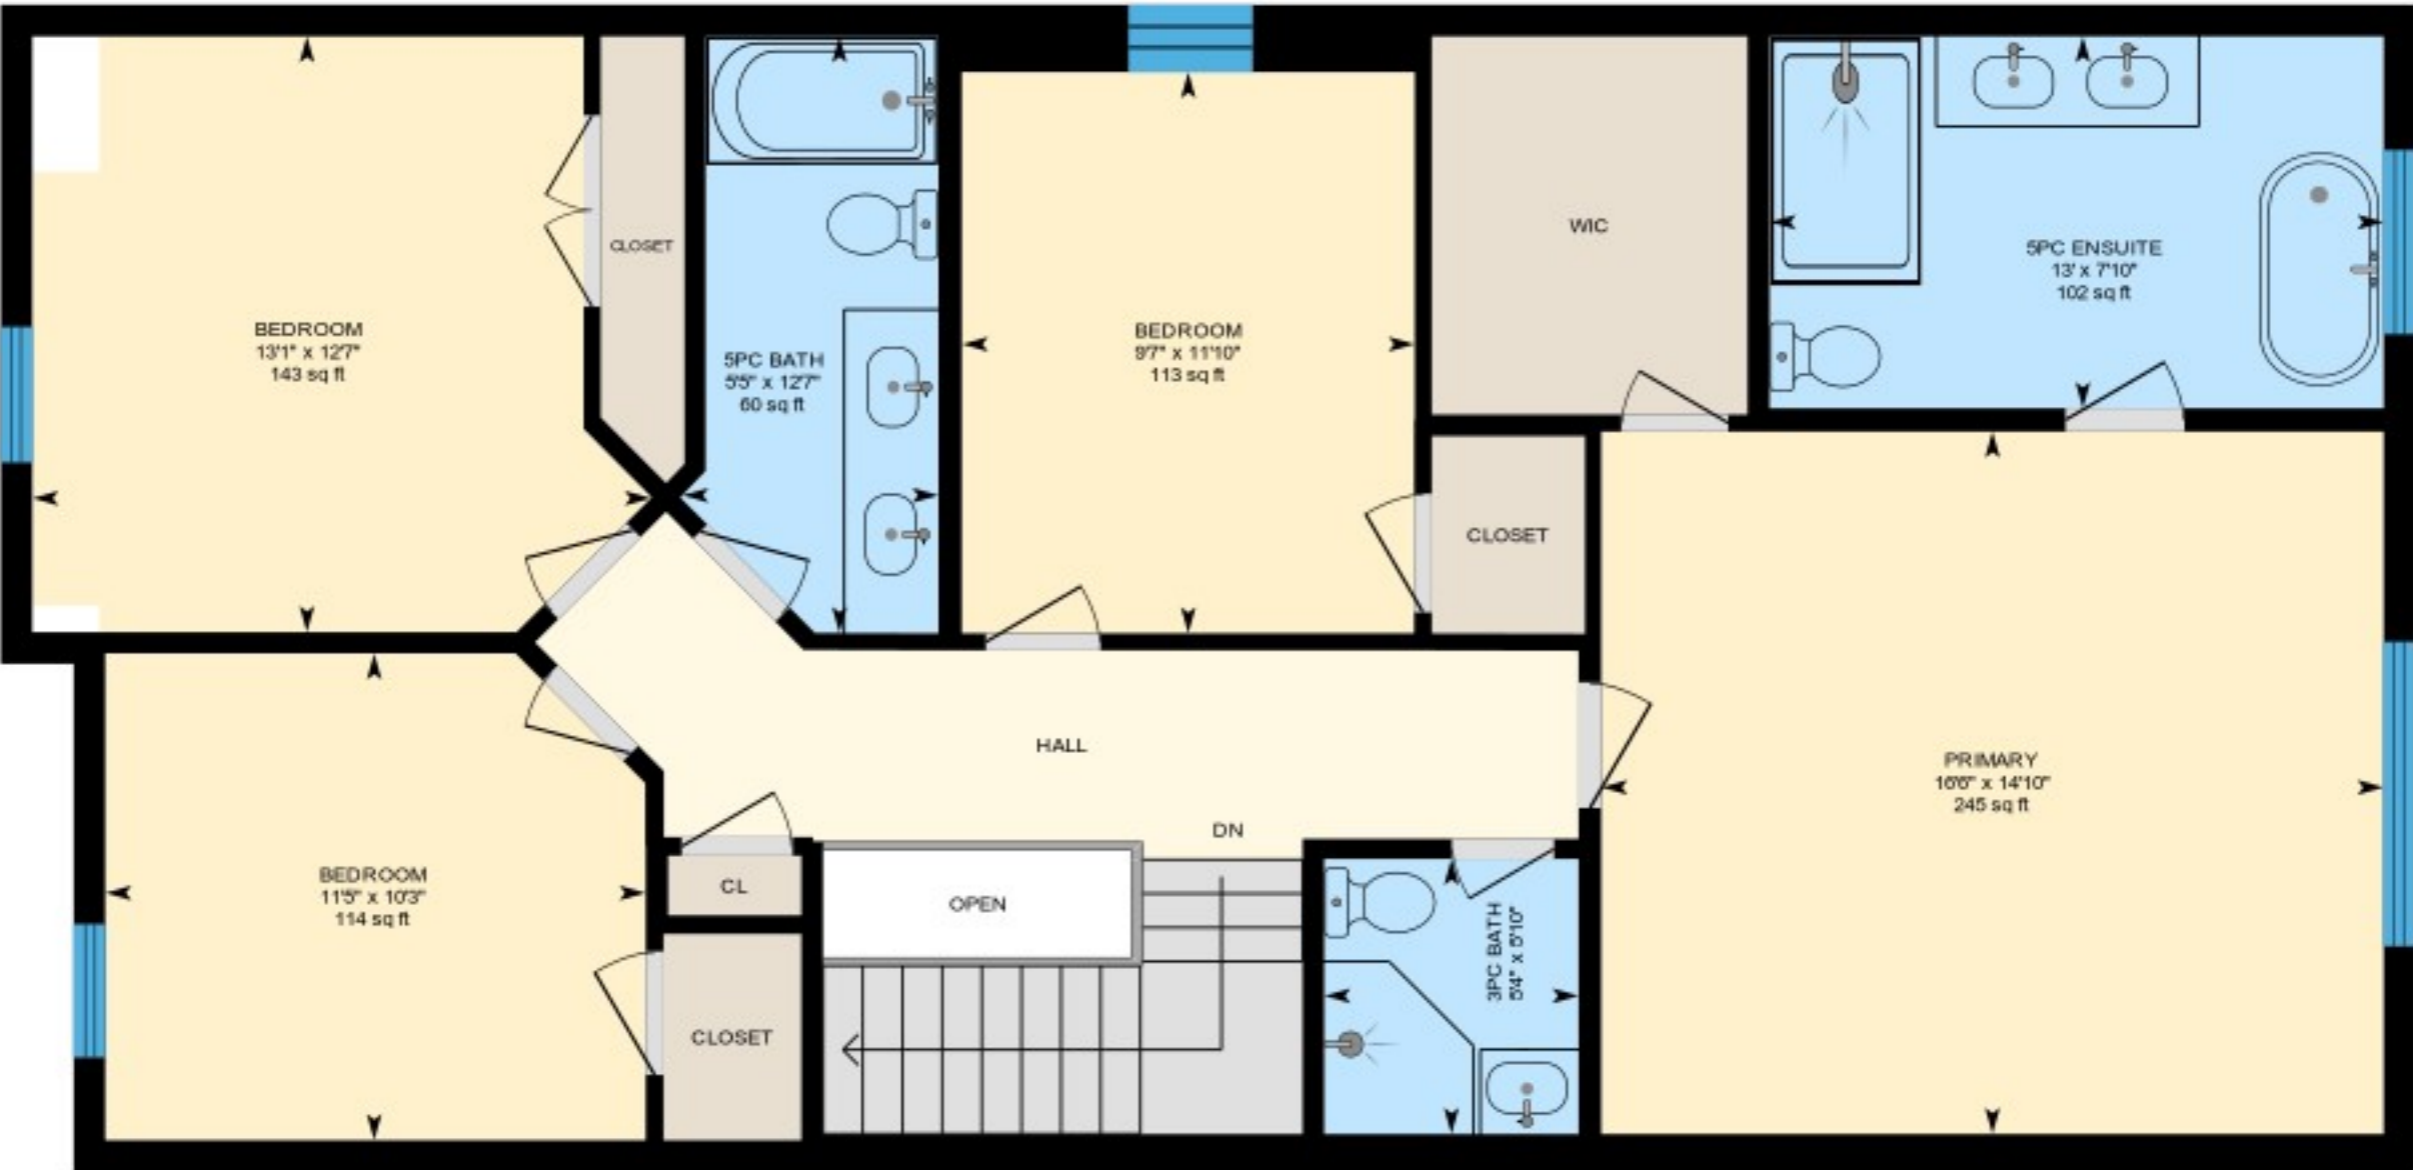 BEDROOM
13'1" x 12'7"
143 sq ft
CLOSET
5PC BATH
5'5" x 12'7"
60 sq ft
BEDROOM
9'7" x 11'10"
113 sq ft
WIC
5PC ENSUITE
13' x 7'10"
102 sq ft
CLOSET
HALL
DN
PRIMARY
16'6" x 14'10"
245 sq ft
BEDROOM
11'5" x 10'3"
114 sq ft
CL
OPEN
3PC BATH
5'4" x 5'10"
CLOSET